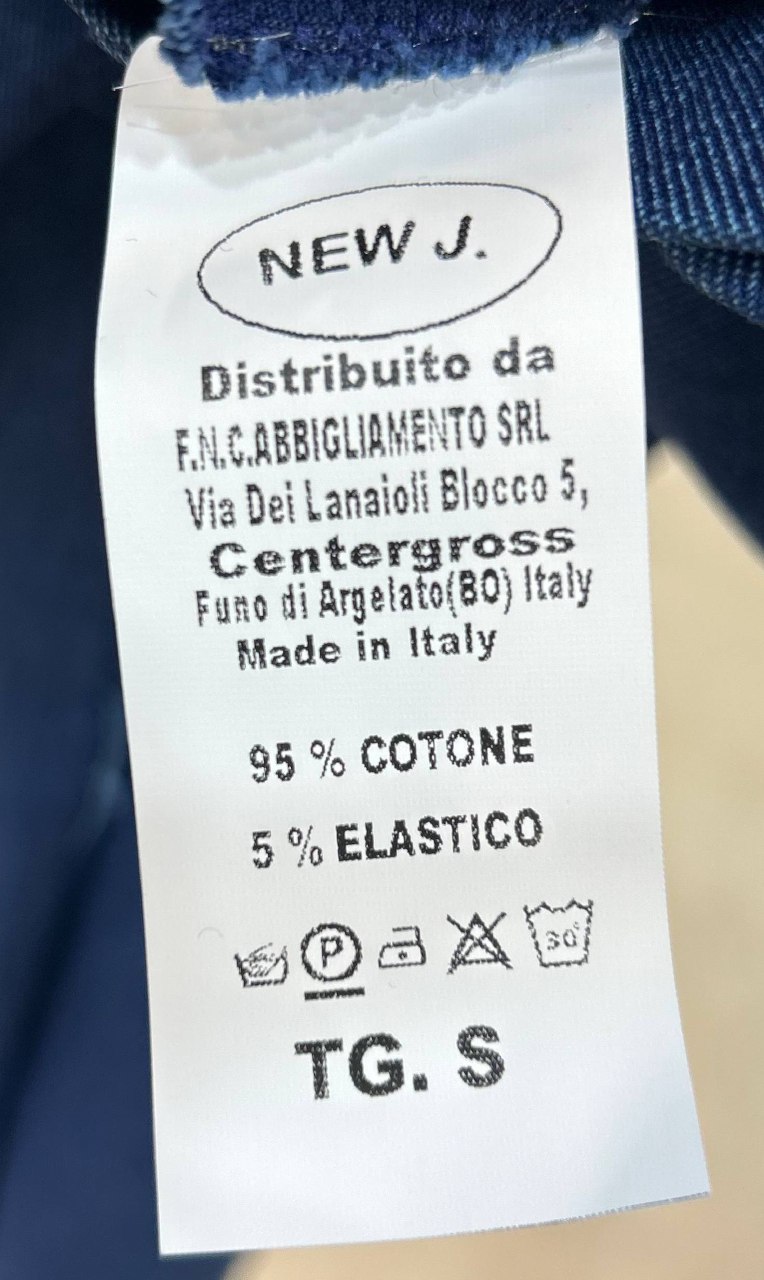 NEW J.
Distribuito da
F.N.C.ABBIGLIAMENTO SRL
Via Dei Lanaioli Blocco 5,
Centergross
Funo di Argelato(BO) Italy
Made in Italy
95 % COTONE
5 % ELASTICO
P 30°
TG. S